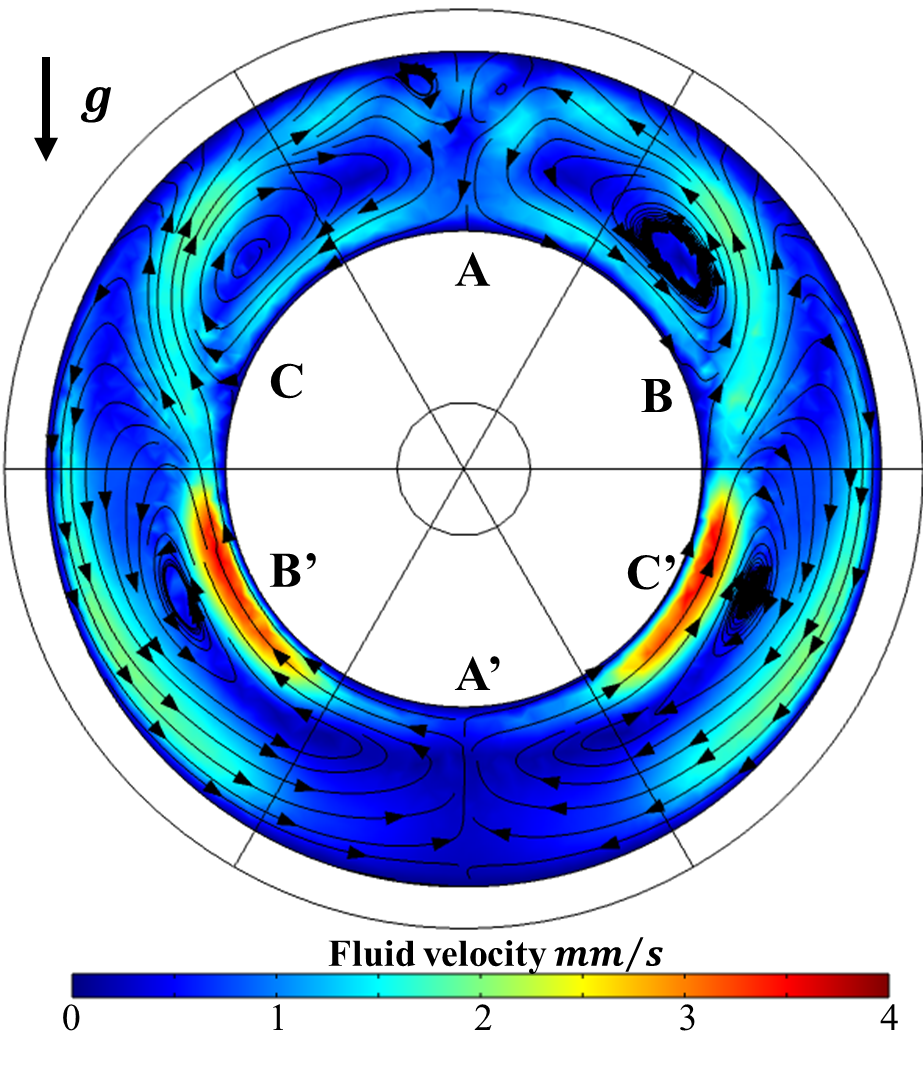 g
A
C
B
B’
C’
A’
Fluid velocity mm/s
0 1 2 3 4